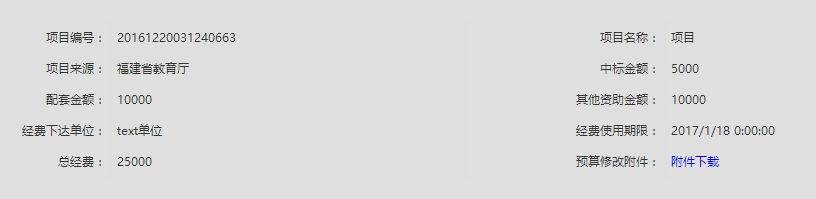 项目编号： 20161220031240663 项目名称： 项目
项目来源： 福建省教育厅 中标金额： 5000
配套金额： 10000 其他资助金额： 10000
经费下达单位： text单位 经费使用期限： 2017/1/18 0:00:00
总经费： 25000 预算修改附件： 附件下载